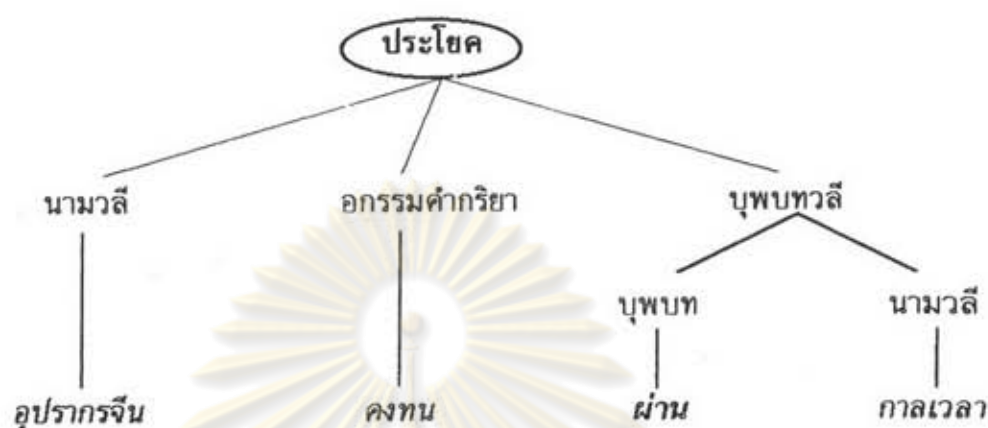 ประโยค
นามวลี อกรรมคำกริยา บุพบทวลี
บุพบท นามวลี
อุปรากรจีน คงทน ผ่าน กาลเวลา